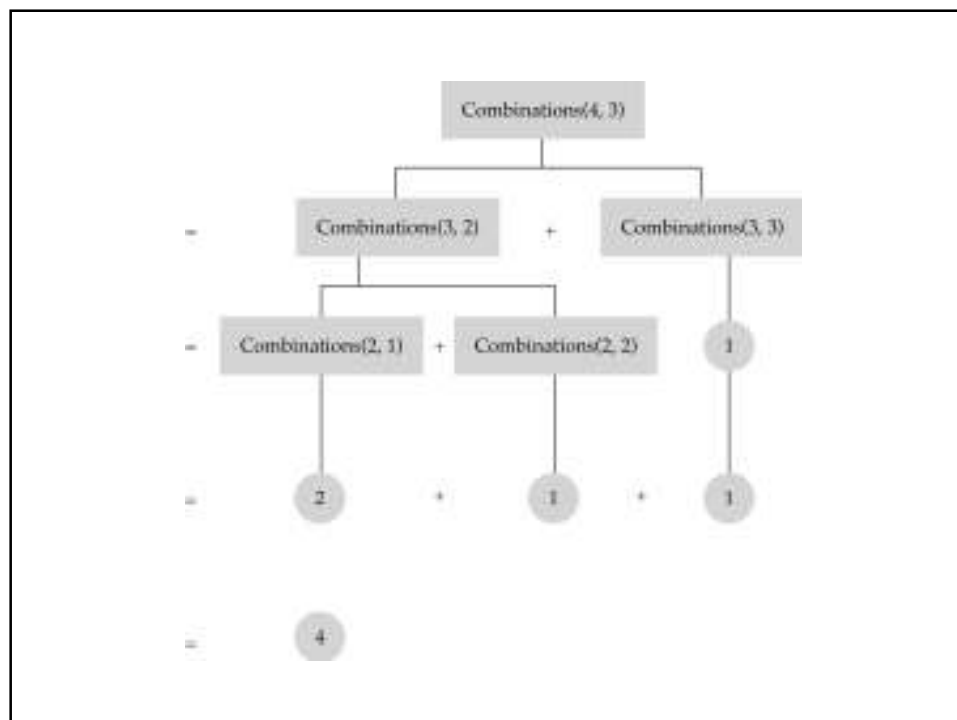 Combinations(4, 3)
= Combinations(3, 2) + Combinations(3, 3)
= Combinations(2, 1) + Combinations(2, 2) 1
= 2 + 1 + 1
= 4